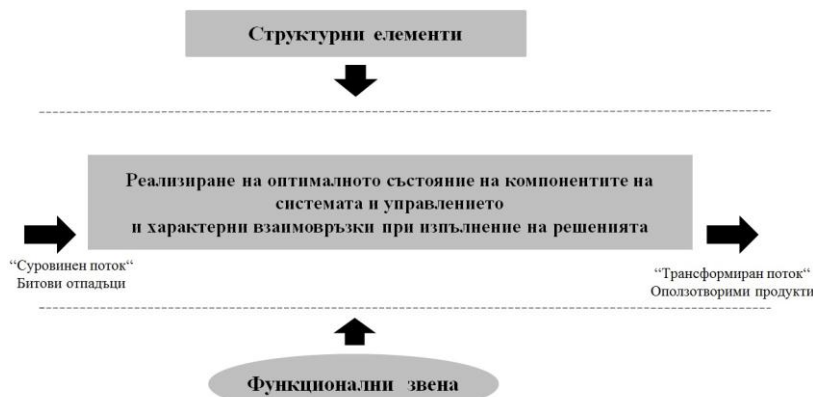 Структурни елементи
Реализиране на оптималното състояние на компонентите на
системата и управлението
и характерни взаимовръзки при изпълнение на решенията
“Суровинен поток“
Битови отпадъци
“Трансформиран поток“
Оползотворими продукти
Функционални звена